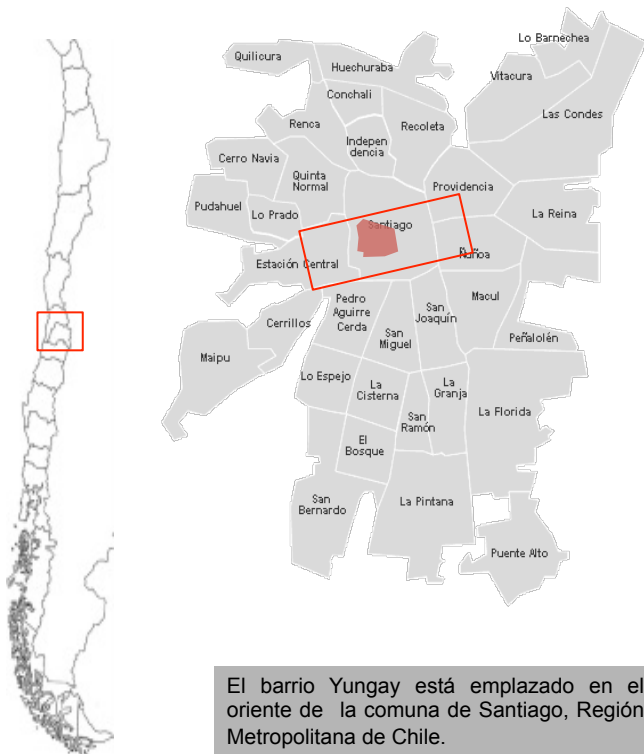 Lo Barnechea
Quilicura
Huechuraba
Vitacura
Conchali
Las Condes
Renca
Recoleta
Indepen
dencia
Cerro Navia
Quinta
Normal
Providencia
Pudahuel
Lo Prado
La Reina
Santiago
Ñuñoa
Estación Central
Pedro
Aguirre
Cerda
San
Joaquín
Macul
Cerrillos
San
Miguel
Peñalolén
Maipu
Lo Espejo
La
Cisterna
La
Granja
San
Ramón
La Florida
El
Bosque
San
Bernardo
La Pintana
Puente Alto
El barrio Yungay está emplazado en el
oriente de la comuna de Santiago, Región
Metropolitana de Chile.